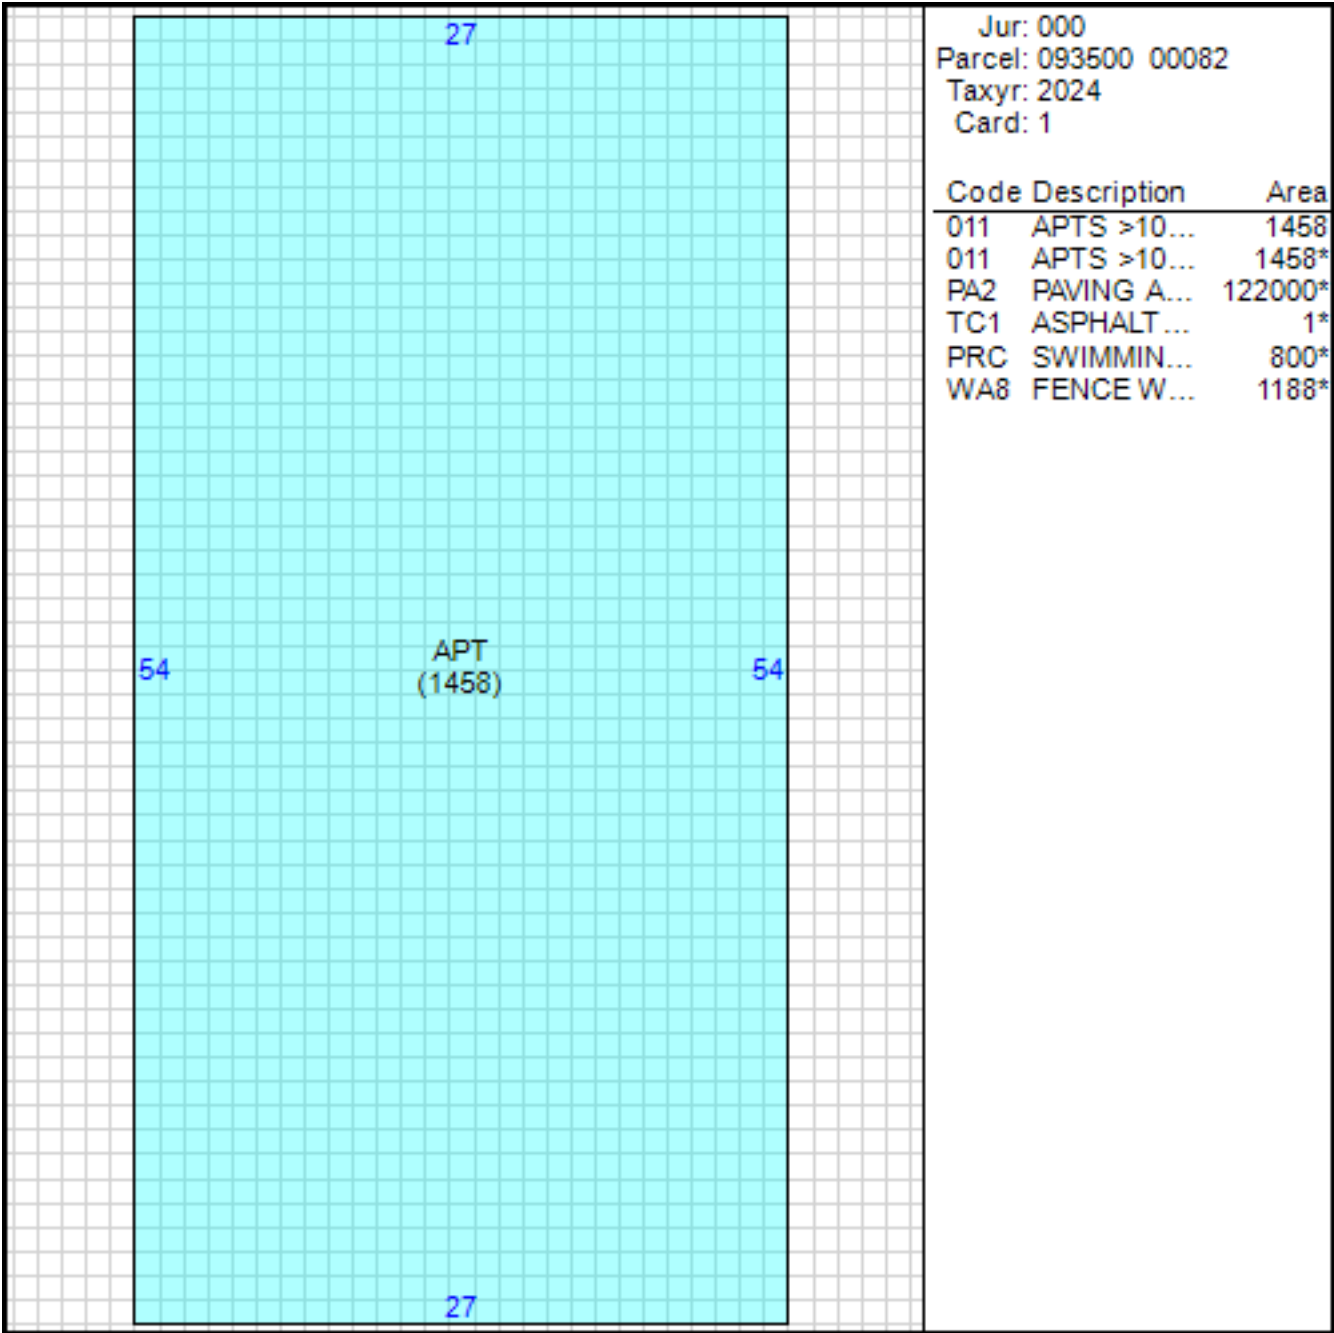 27
54
APT
(1458)
54
27
Jur: 000
Parcel: 093500 00082
Taxyr: 2024
Card: 1
Code Description Area
011 APTS >10... 1458
011 APTS >10... 1458*
PA2 PAVING A... 122000*
TC1 ASPHALT... 1*
PRC SWIMMIN... 800*
WA8 FENCE W... 1188*